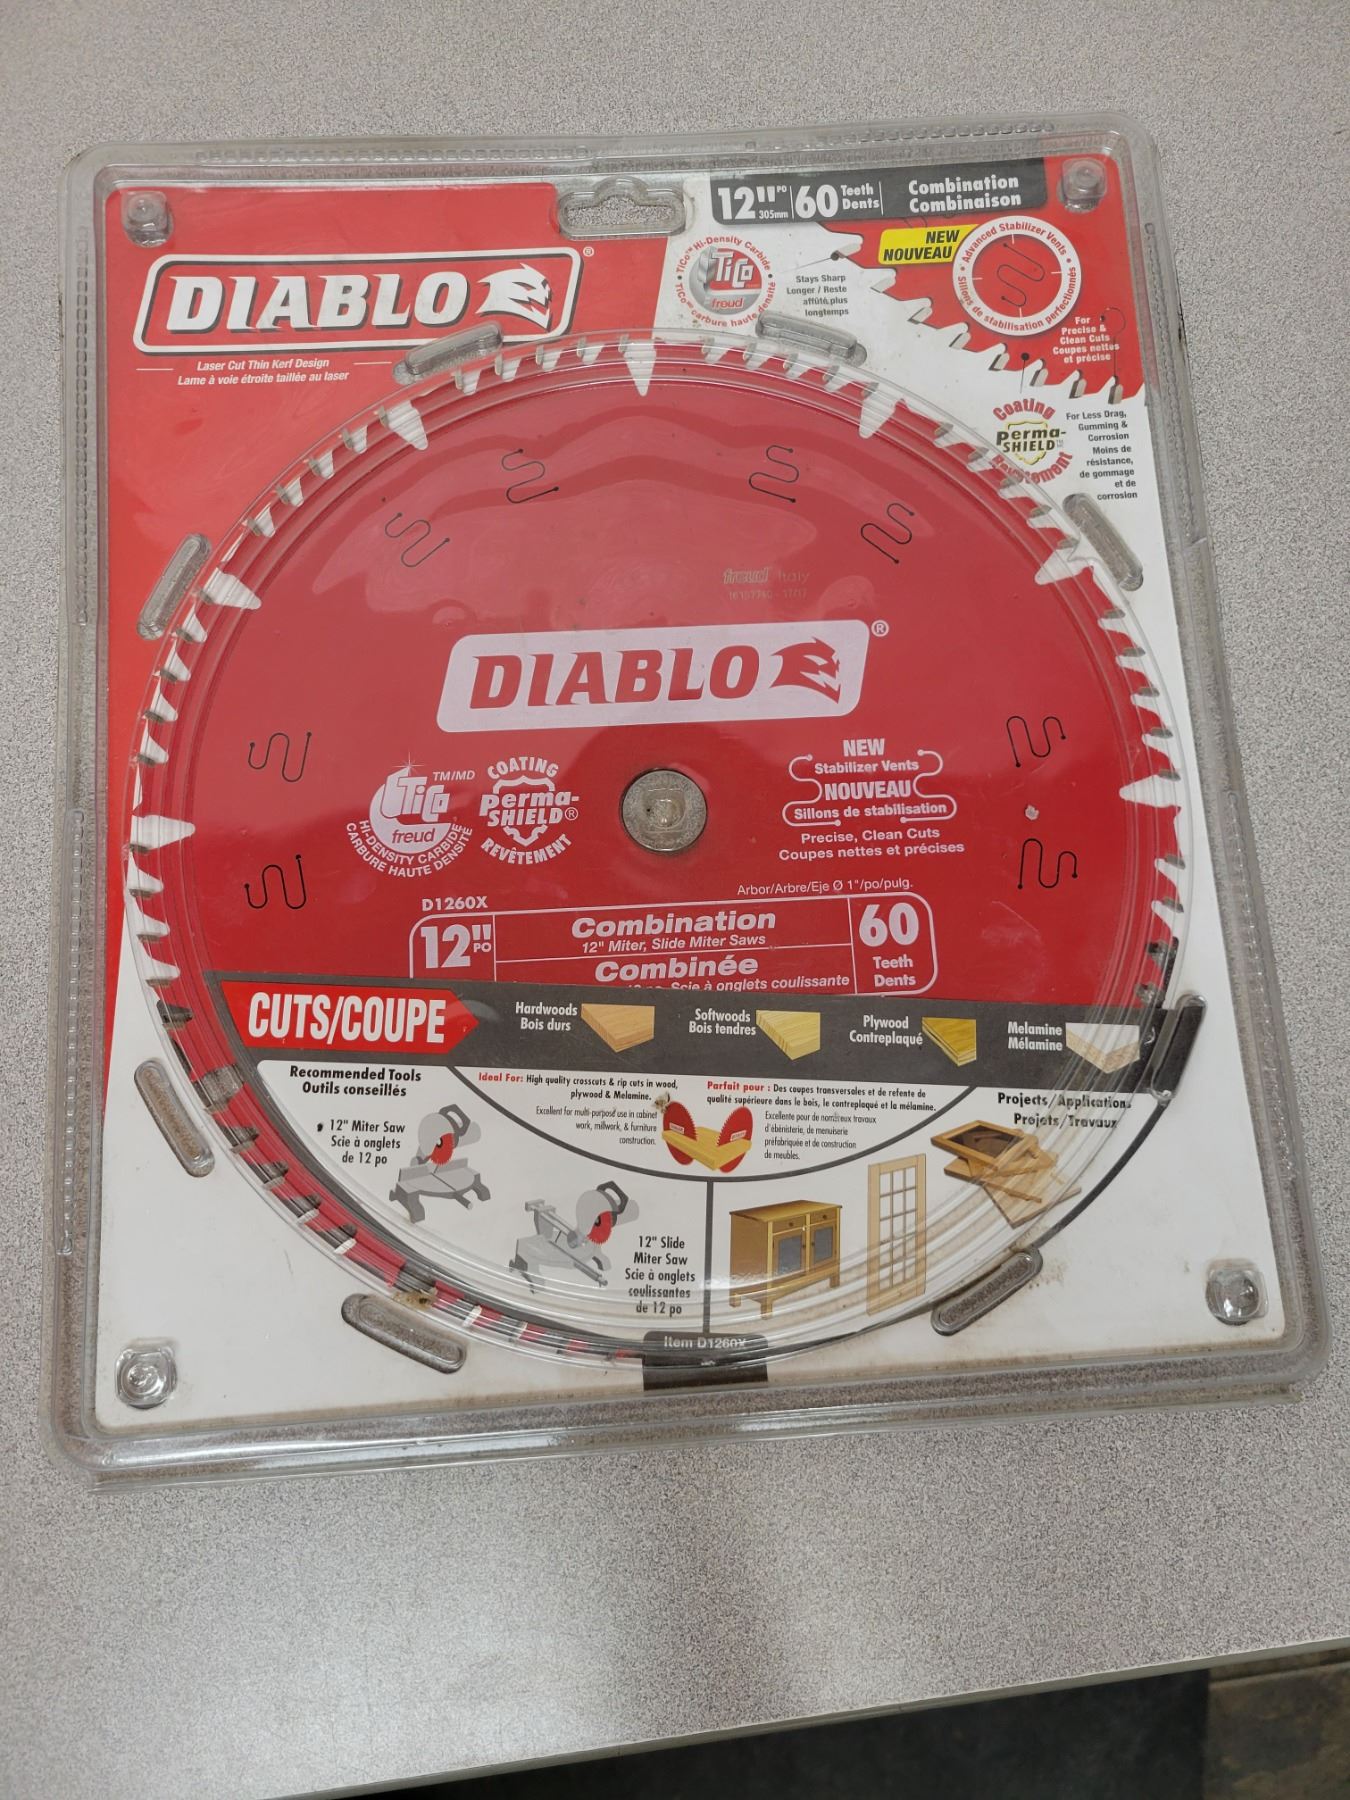 12" PO 305mm 60 Teeth Dents Combination Combinaison
DIABLO ®
Laser Cut Thin Kerf Design
Lame à voie étroite taillée au laser
TiCo™ Hi-Density Carbide
TiCo
freud
TiCo carbure haute densité
Stays Sharp
Longer / Reste
affûté plus
longtemps
NEW
NOUVEAU
Advanced Stabilizer Vents
Sillons de stabilisation perfectionnés
For
Precise &
Clean Cuts
Coupes nettes
et précise
Coating
Perma-
SHIELD™
Revêtement
For Less Drag,
Gumming &
Corrosion
Moins de
résistance,
de gommage
et de
corrosion
freud Italy
DIABLO ®
TiCo TM/MD
freud
HI-DENSITY CARBIDE
CARBURE HAUTE DENSITÉ
COATING
Perma-
SHIELD®
REVÊTEMENT
NEW
Stabilizer Vents
NOUVEAU
Sillons de stabilisation
Precise, Clean Cuts
Coupes nettes et précises
Arbor/Arbre/Eje Ø 1"/po/pulg.
D1260X
12" PO
Combination
12" Miter, Slide Miter Saws
Combinée
Scie à onglets coulissante
60
Teeth
Dents
CUTS/COUPE
Hardwoods
Bois durs
Softwoods
Bois tendres
Plywood
Contreplaqué
Melamine
Mélamine
Recommended Tools
Outils conseillés
• 12" Miter Saw
Scie à onglets
de 12 po
12" Slide
Miter Saw
Scie à onglets
coulissantes
de 12 po
Ideal For: High quality crosscuts & rip cuts in wood,
plywood & Melamine.
Excellent for multi-purpose use in cabinet
work, millwork, & furniture
construction.
Parfait pour : Des coupes transversales et de refente de
qualité supérieure dans le bois, le contreplaqué et la mélamine.
Excellente pour de nombreux travaux
d'ébénisterie, de menuiserie
préfabriquée et de construction
de meubles.
Projects/Applications
Projets/Travaux
Item D1260X